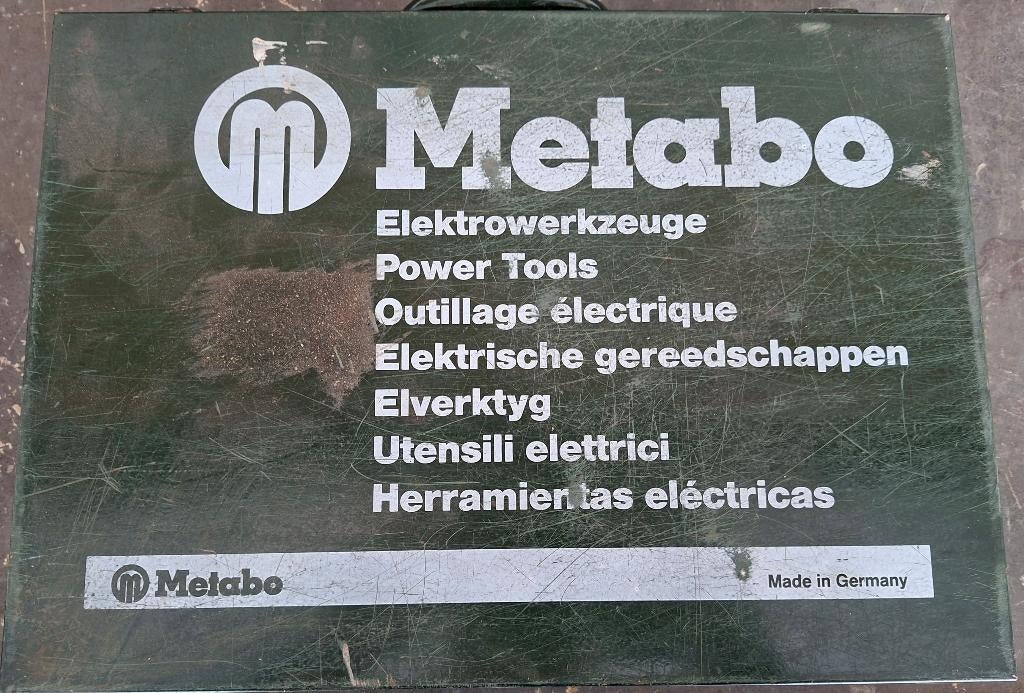 Metabo
Elektrowerkzeuge
Power Tools
Outillage électrique
Elektrische gereedschappen
Elverktyg
Utensili elettrici
Herramientas eléctricas
Metabo Made in Germany